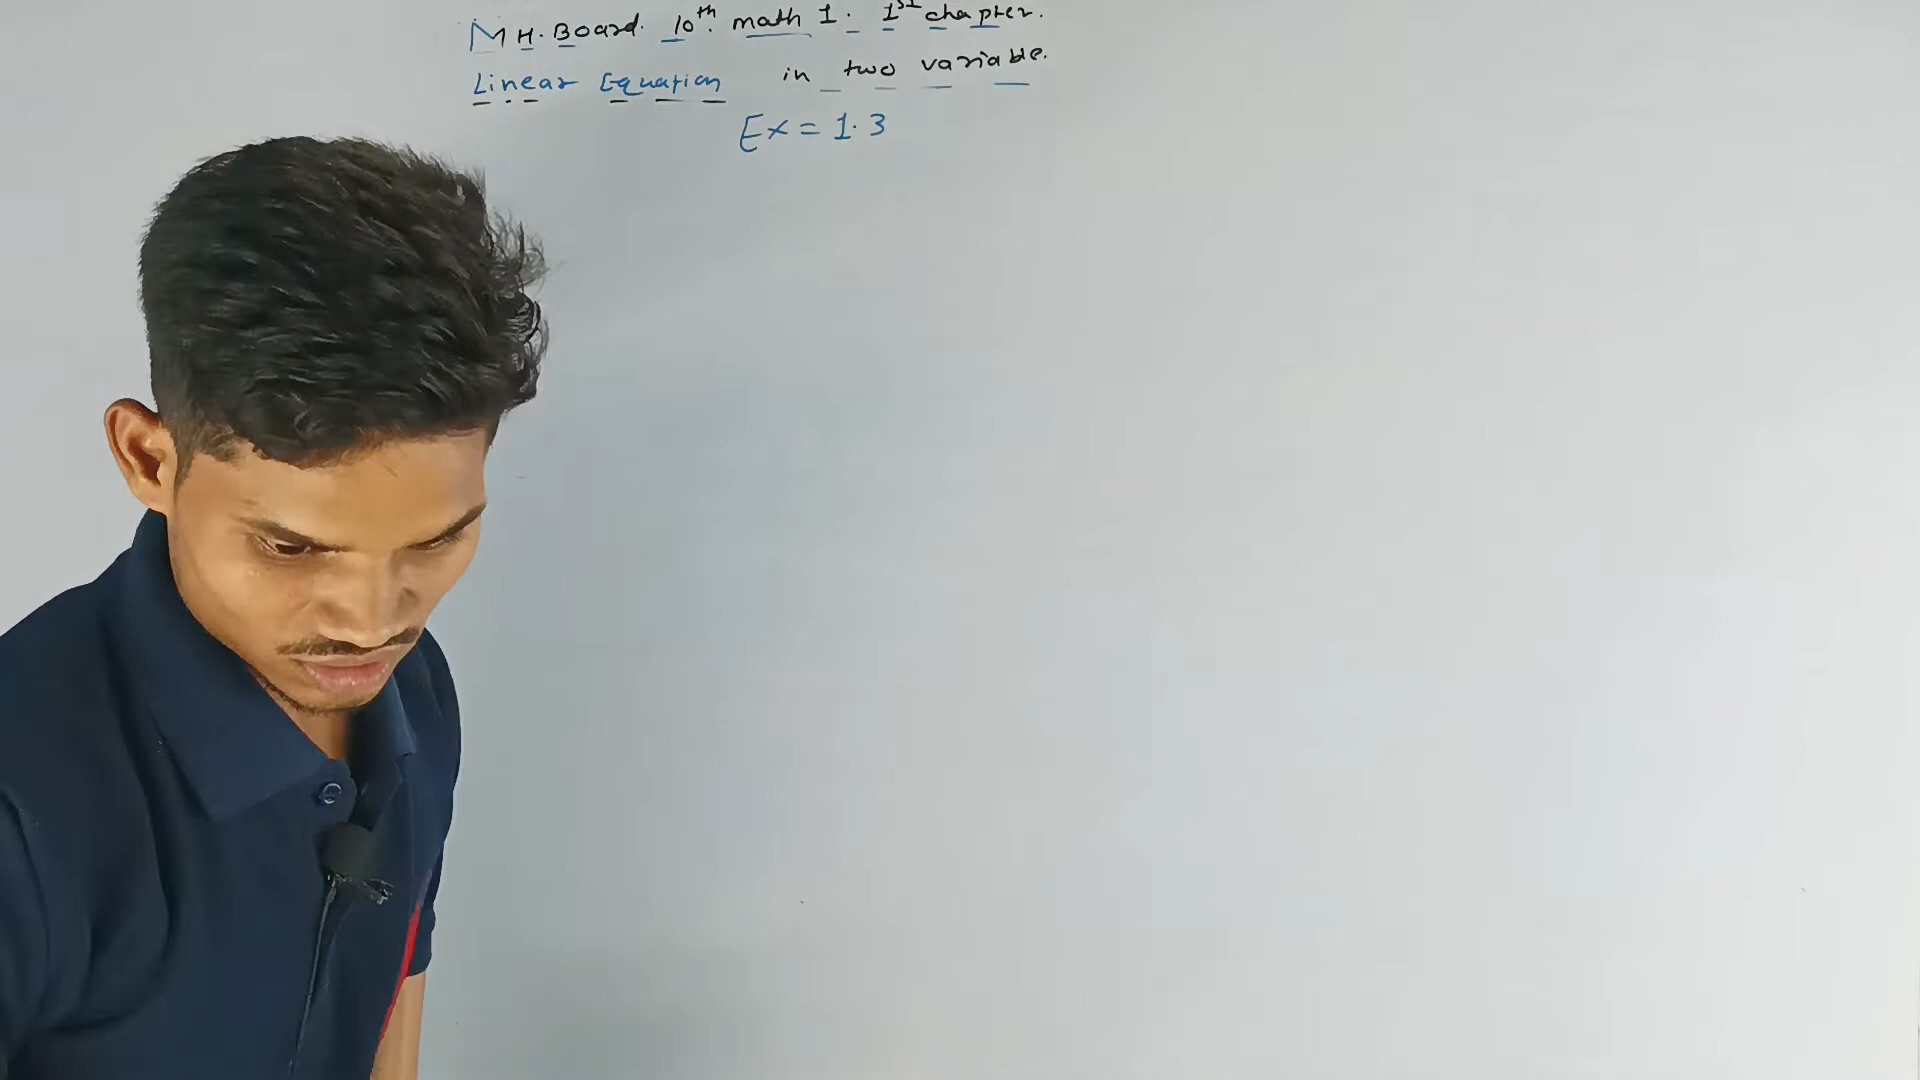 MH. Board. 10th. math 1. 1st chapter.
Linear Equation in two variable.
Ex = 1.3